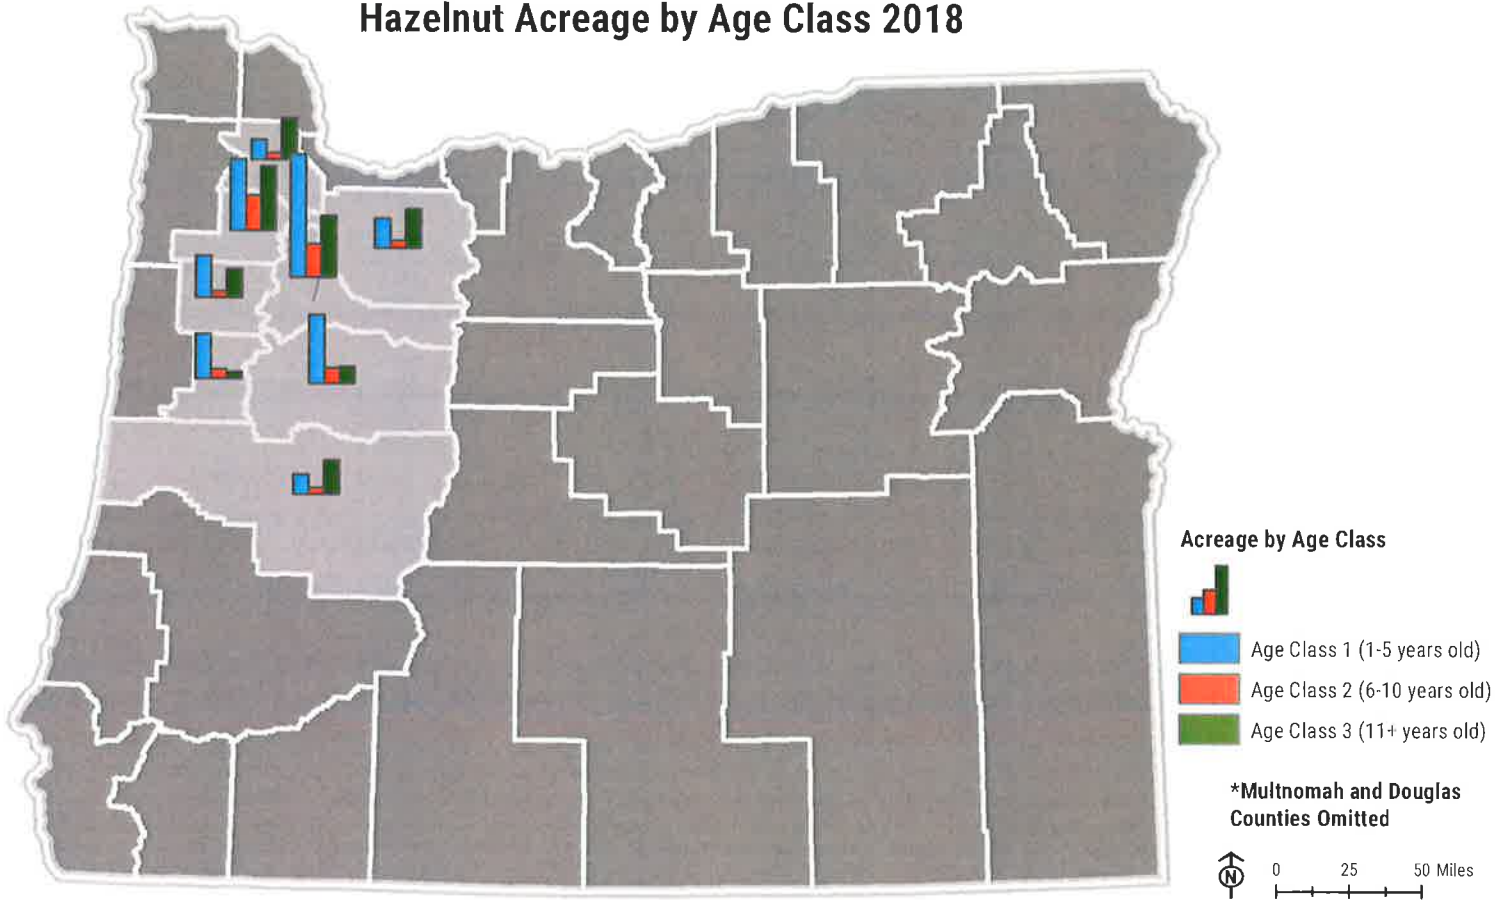 Hazelnut Acreage by Age Class 2018
Acreage by Age Class
Age Class 1 (1-5 years old)
Age Class 2 (6-10 years old)
Age Class 3 (11+ years old)
*Multnomah and Douglas
Counties Omitted
N
0 25 50 Miles